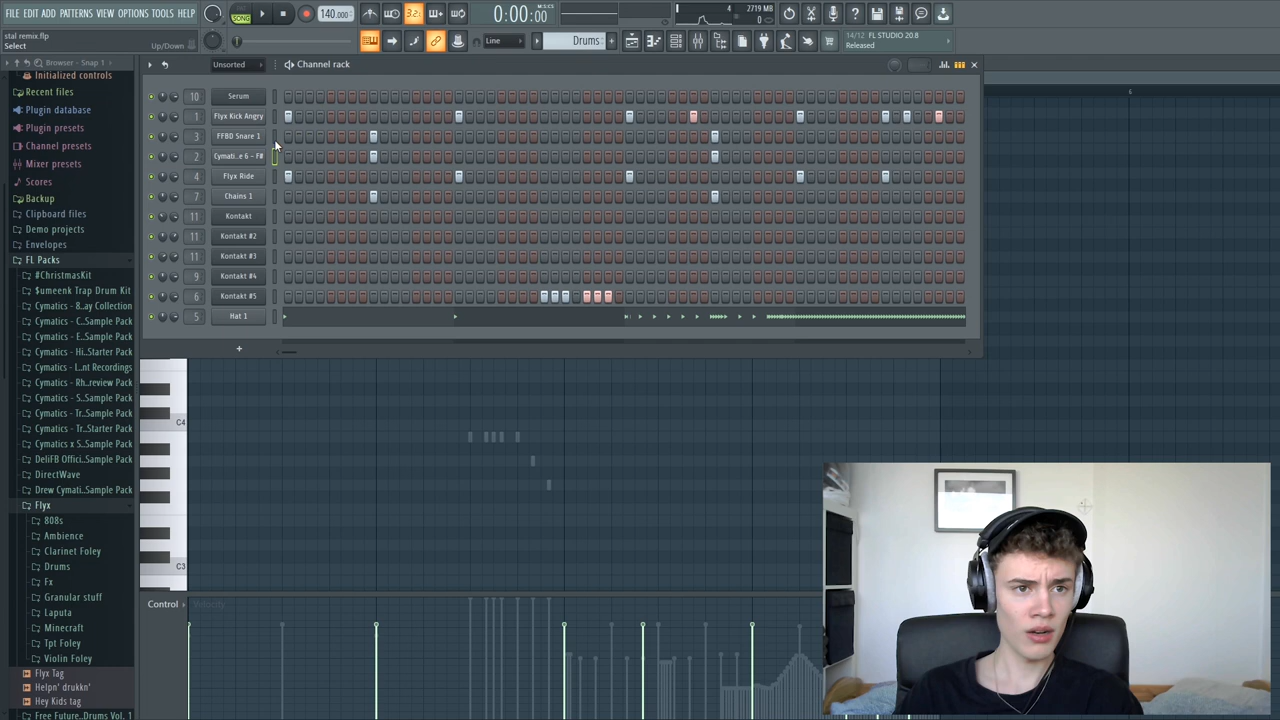 FILE EDIT ADD PATTERNS VIEW OPTIONS TOOLS HELP
SONG
140.000
3.2.
0:00:00
M:S:CS
2719 MB
0
stal remix.flp
Select
Up/Down
Line
Drums
14/12 FL STUDIO 20.8
Released
Browser - Snap 1
Unsorted
Channel rack
Initialized controls
Recent files
Plugin database
Plugin presets
Channel presets
Mixer presets
Scores
Backup
Clipboard files
Demo projects
Envelopes
FL Packs
#ChristmasKit
$umeenk Trap Drum Kit
Cymatics - 8...ay Collection
Cymatics - C...Sample Pack
Cymatics - E...Sample Pack
Cymatics - Hi...Starter Pack
Cymatics - L...nt Recordings
Cymatics - Rh...review Pack
Cymatics - S...Sample Pack
Cymatics - Tr...Sample Pack
Cymatics - Tr...Starter Pack
Cymatics x S...Sample Pack
DeliFB Offici...Sample Pack
DirectWave
Drew Cymati...Sample Pack
Flyx
808s
Ambience
Clarinet Foley
Drums
Fx
Granular stuff
Laputa
Minecraft
Tpt Foley
Violin Foley
Flyx Tag
Helpn' drukkn'
Hey Kids tag
Free Future...Drums Vol. 1
10 Serum
1 Flyx Kick Angry
3 FFBD Snare 1
2 Cymati..e 6 – F#
4 Flyx Ride
7 Chains 1
11 Kontakt
11 Kontakt #2
11 Kontakt #3
9 Kontakt #4
6 Kontakt #5
5 Hat 1
+
6
C4
C3
Control
Velocity